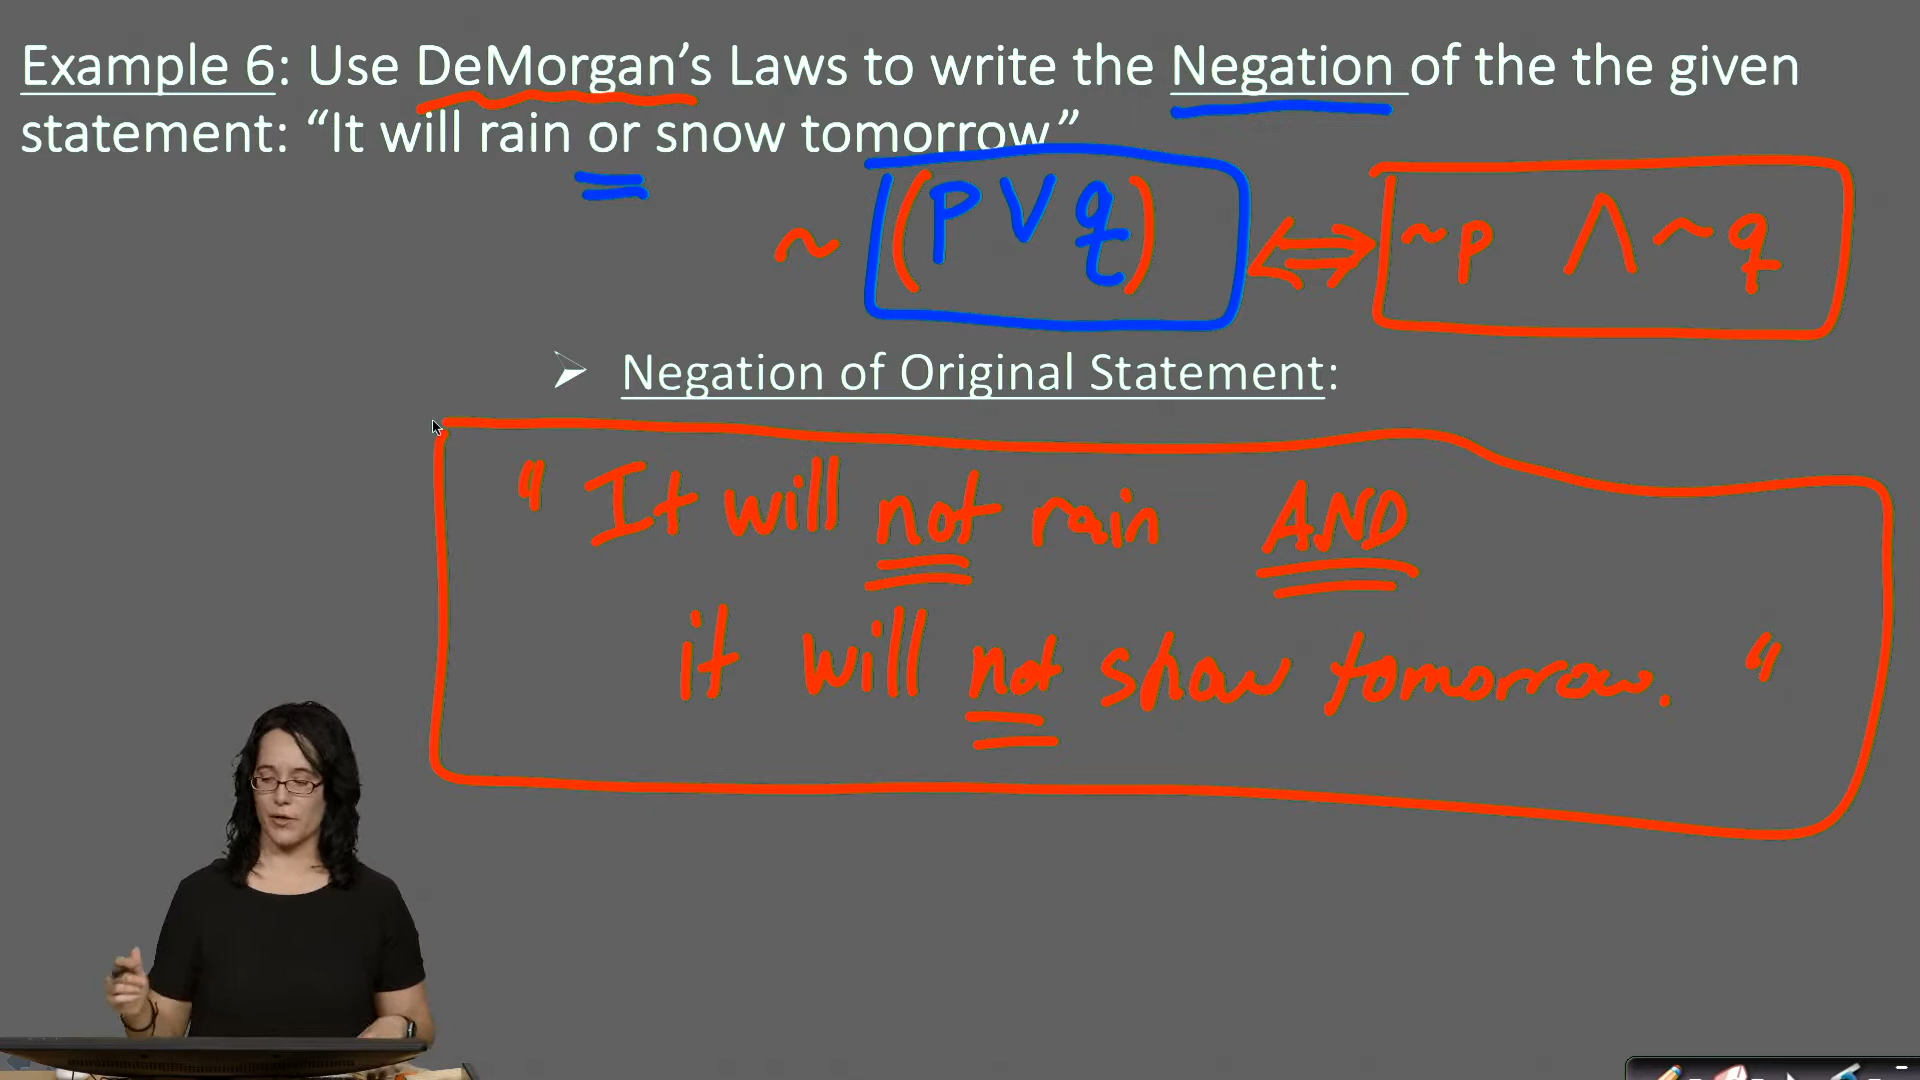 Example 6: Use DeMorgan's Laws to write the Negation of the the given
statement: “It will rain or snow tomorrow”
~ (p ∨ q) ⟺ ~p ∧ ~q
➢ Negation of Original Statement:
" It will not rain AND
it will not snow tomorrow. "